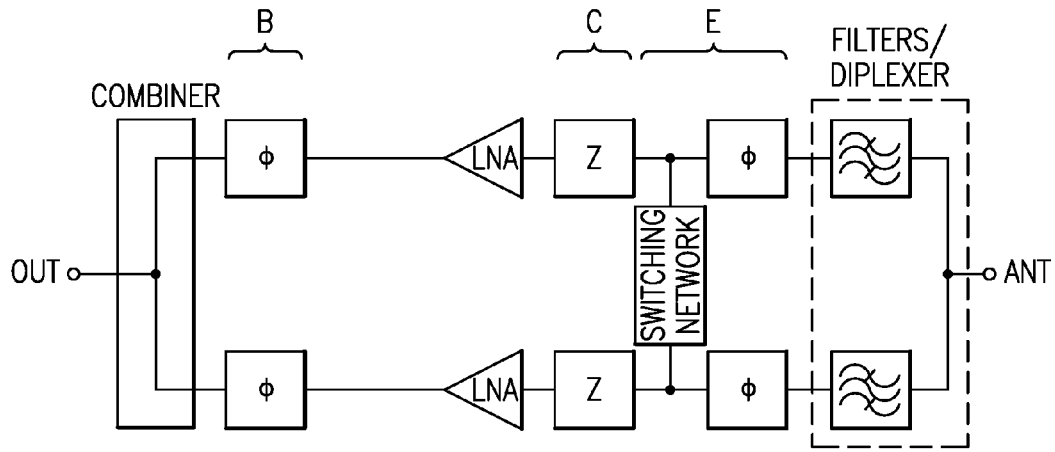 B
C
E
FILTERS/
DIPLEXER
COMBINER
ɸ
LNA
Z
ɸ
SWITCHING
NETWORK
OUT
ANT
ɸ
LNA
Z
ɸ